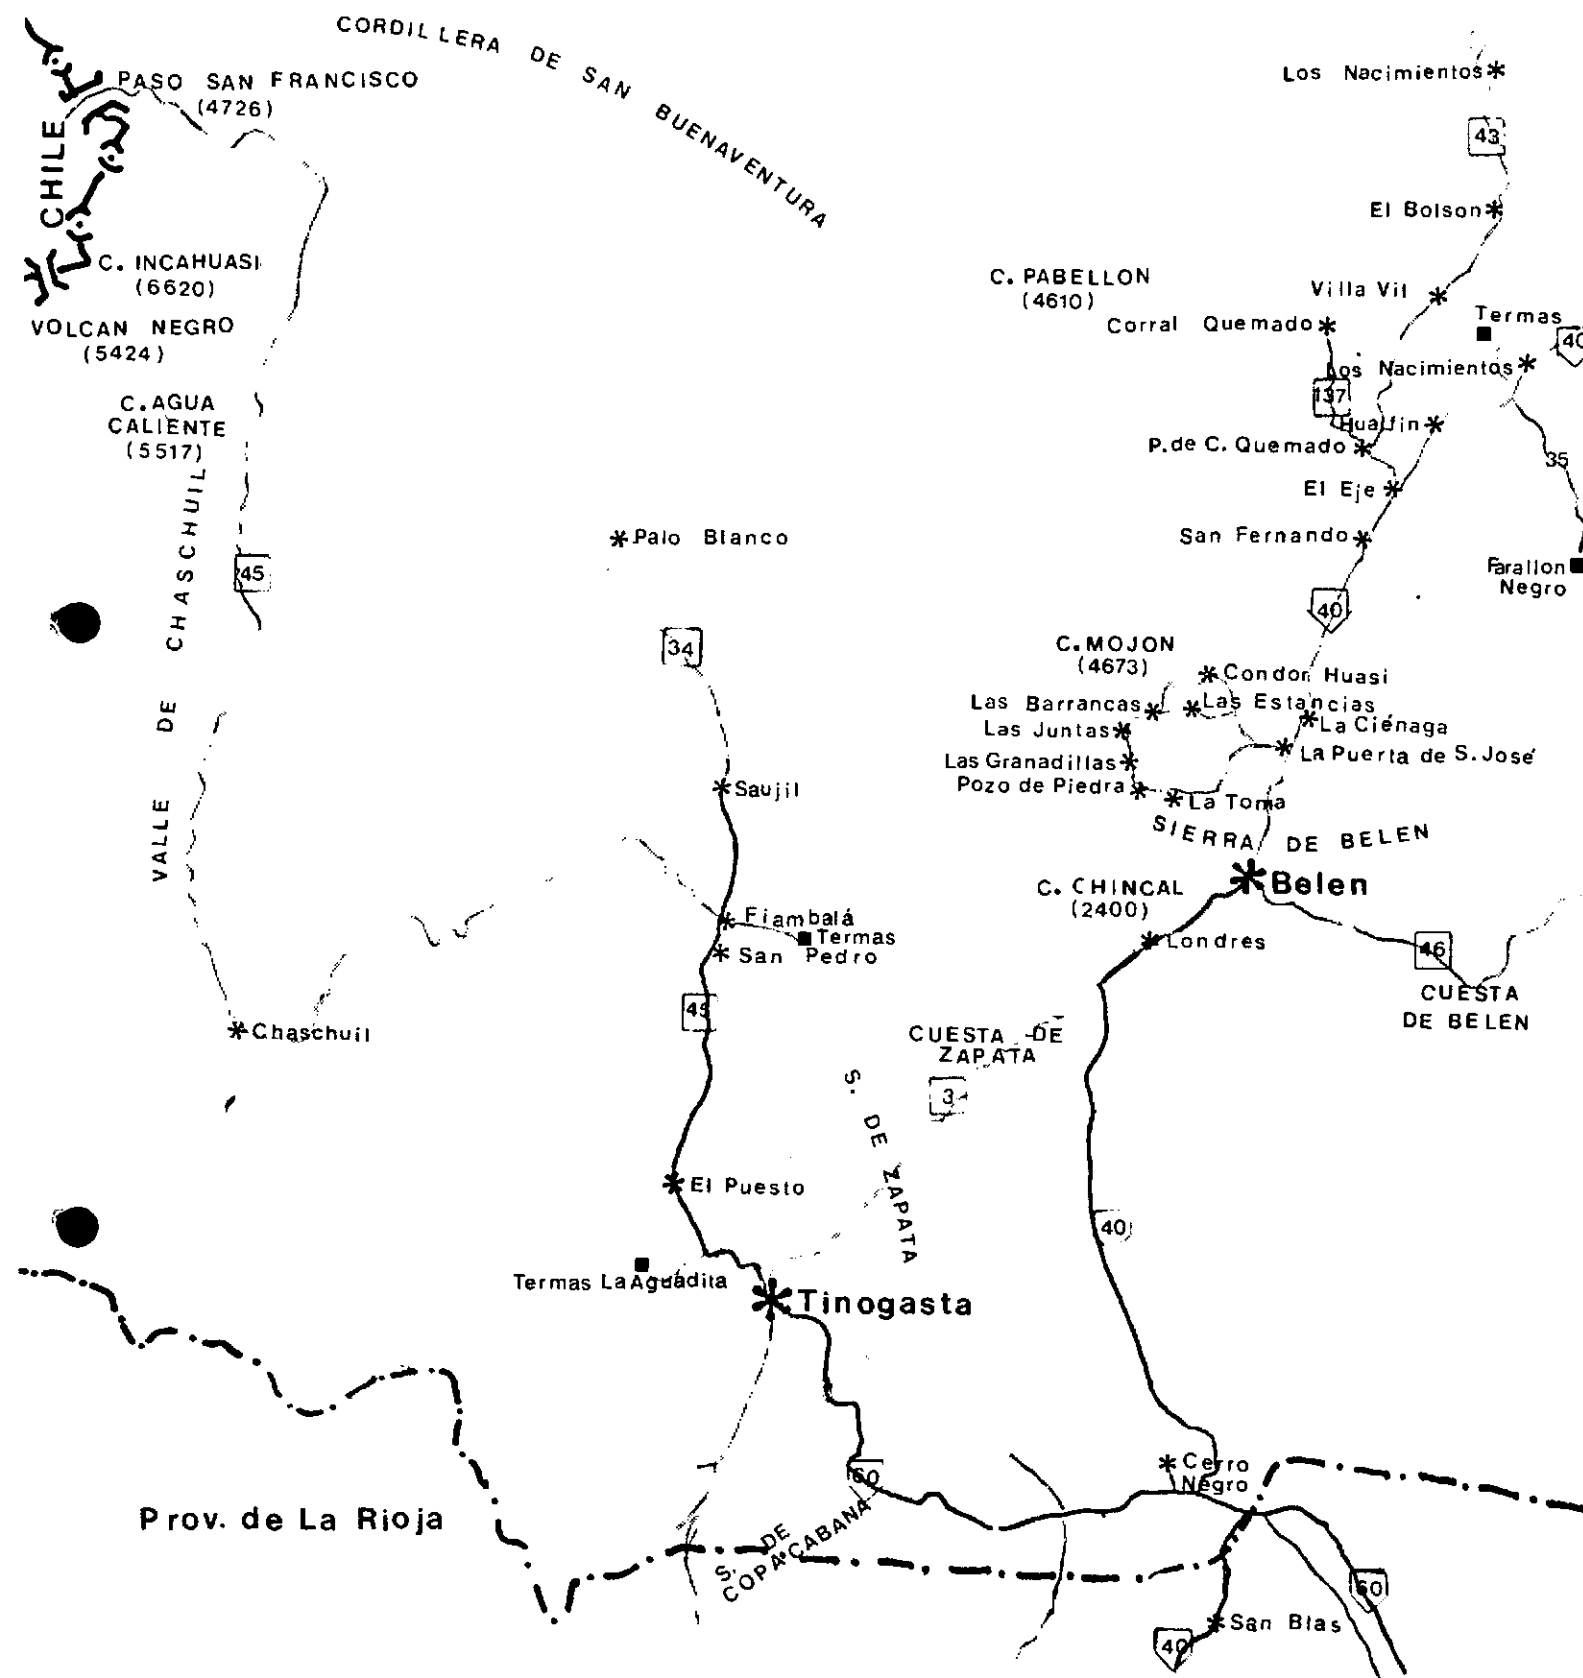 CORDILLERA DE SAN BUENAVENTURA
PASO SAN FRANCISCO
(4726)
CHILE
C. INCAHUASI
(6620)
VOLCAN NEGRO
(5424)
C. AGUA
CALIENTE
(5517)
VALLE DE CHASCHUIL
45
Los Nacimientos
43
El Bolson
C. PABELLON
(4610)
Villa Vil
Termas
Corral Quemado
40
Los Nacimientos
137
Hualfin
P. de C. Quemado
35
El Eje
Palo Blanco
San Fernando
Farallon
Negro
40
34
C. MOJON
(4673)
Condor Huasi
Las Barrancas
Las Estancias
La Ciénaga
Las Juntas
La Puerta de S. José
Las Granadillas
Pozo de Piedra
La Toma
Saujil
SIERRA DE BELEN
Belen
C. CHINCAL
(2400)
Fiambalá
Termas
San Pedro
Londres
46
CUESTA
DE BELEN
45
Chaschuil
CUESTA DE
ZAPATA
3
S. DE ZAPATA
El Puesto
40
Termas La Aguadita
Tinogasta
Cerro
Negro
60
Prov. de La Rioja
S. DE
COPACABANA
60
San Blas
40